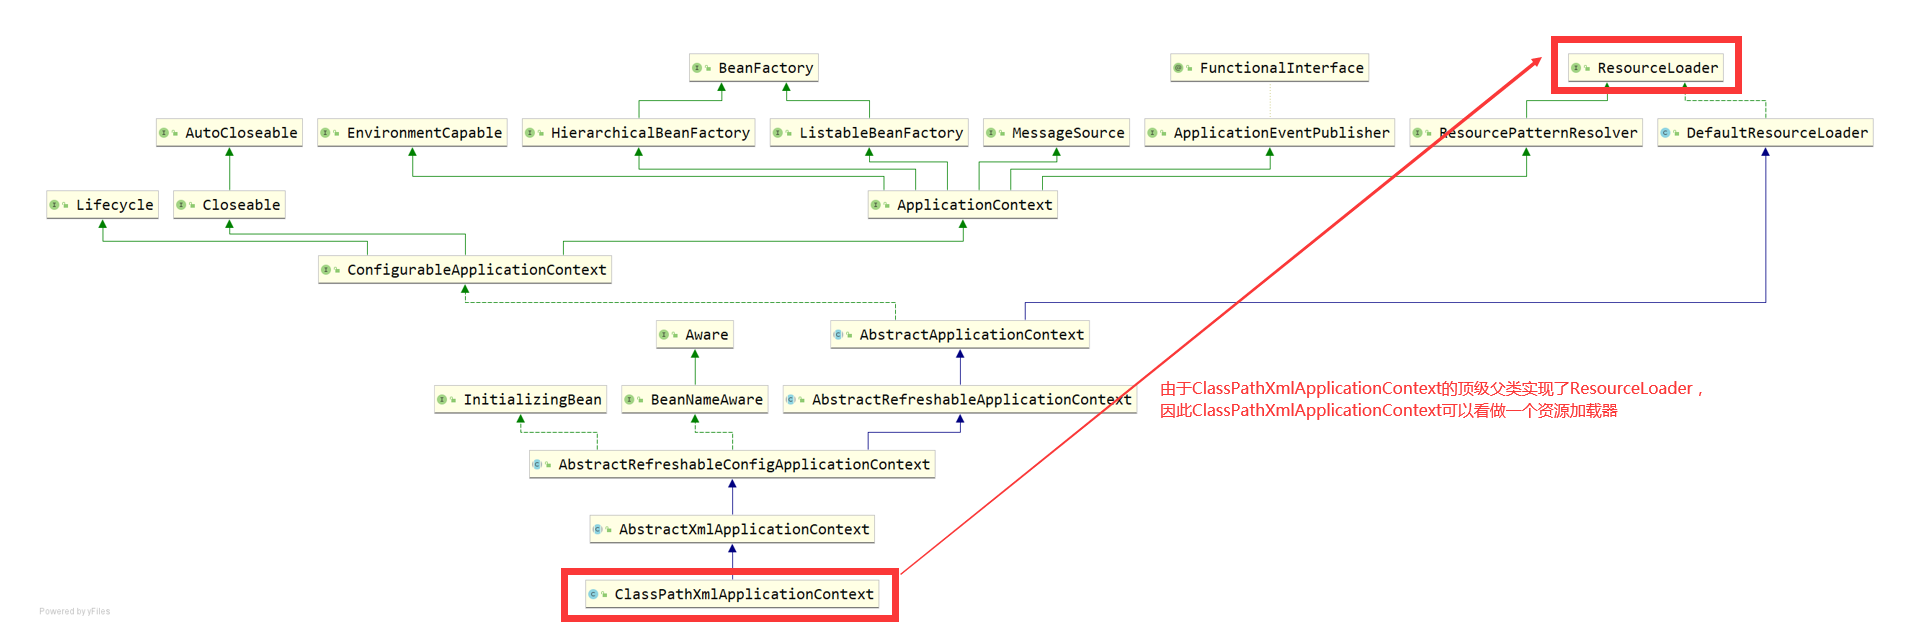 BeanFactory
FunctionalInterface
ResourceLoader
AutoCloseable
EnvironmentCapable
HierarchicalBeanFactory
ListableBeanFactory
MessageSource
ApplicationEventPublisher
ResourcePatternResolver
DefaultResourceLoader
Lifecycle
Closeable
ApplicationContext
ConfigurableApplicationContext
Aware
AbstractApplicationContext
InitializingBean
BeanNameAware
AbstractRefreshableApplicationContext
由于ClassPathXmlApplicationContext的顶级父类实现了ResourceLoader，
因此ClassPathXmlApplicationContext可以看做一个资源加载器
AbstractRefreshableConfigApplicationContext
AbstractXmlApplicationContext
ClassPathXmlApplicationContext
Powered by yFiles